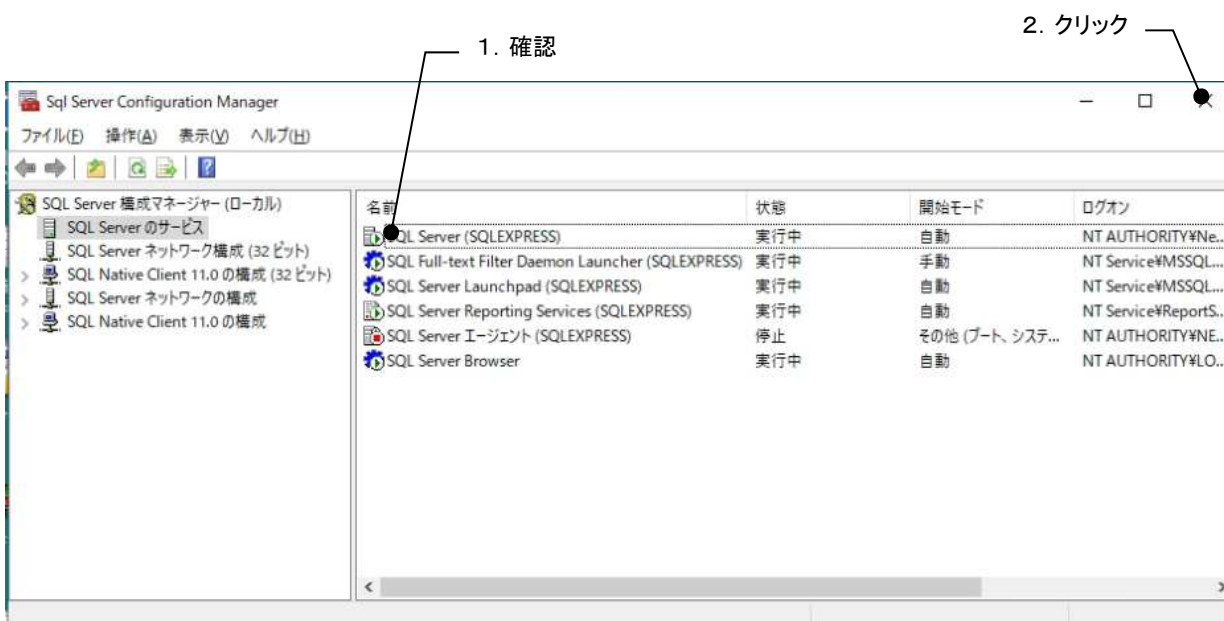 2．クリック
1．確認
Sql Server Configuration Manager
ファイル(F) 操作(A) 表示(V) ヘルプ(H)
SQL Server 構成マネージャー (ローカル)
SQL Server のサービス
SQL Server ネットワーク構成 (32 ビット)
SQL Native Client 11.0 の構成 (32 ビット)
SQL Server ネットワークの構成
SQL Native Client 11.0 の構成
名前 状態 開始モード ログオン
SQL Server (SQLEXPRESS) 実行中 自動 NT AUTHORITY¥Ne...
SQL Full-text Filter Daemon Launcher (SQLEXPRESS) 実行中 手動 NT Service¥MSSQL...
SQL Server Launchpad (SQLEXPRESS) 実行中 自動 NT Service¥MSSQL...
SQL Server Reporting Services (SQLEXPRESS) 実行中 自動 NT Service¥ReportS...
SQL Server エージェント (SQLEXPRESS) 停止 その他 (ブート、システ... NT AUTHORITY¥NE...
SQL Server Browser 実行中 自動 NT AUTHORITY¥LO...